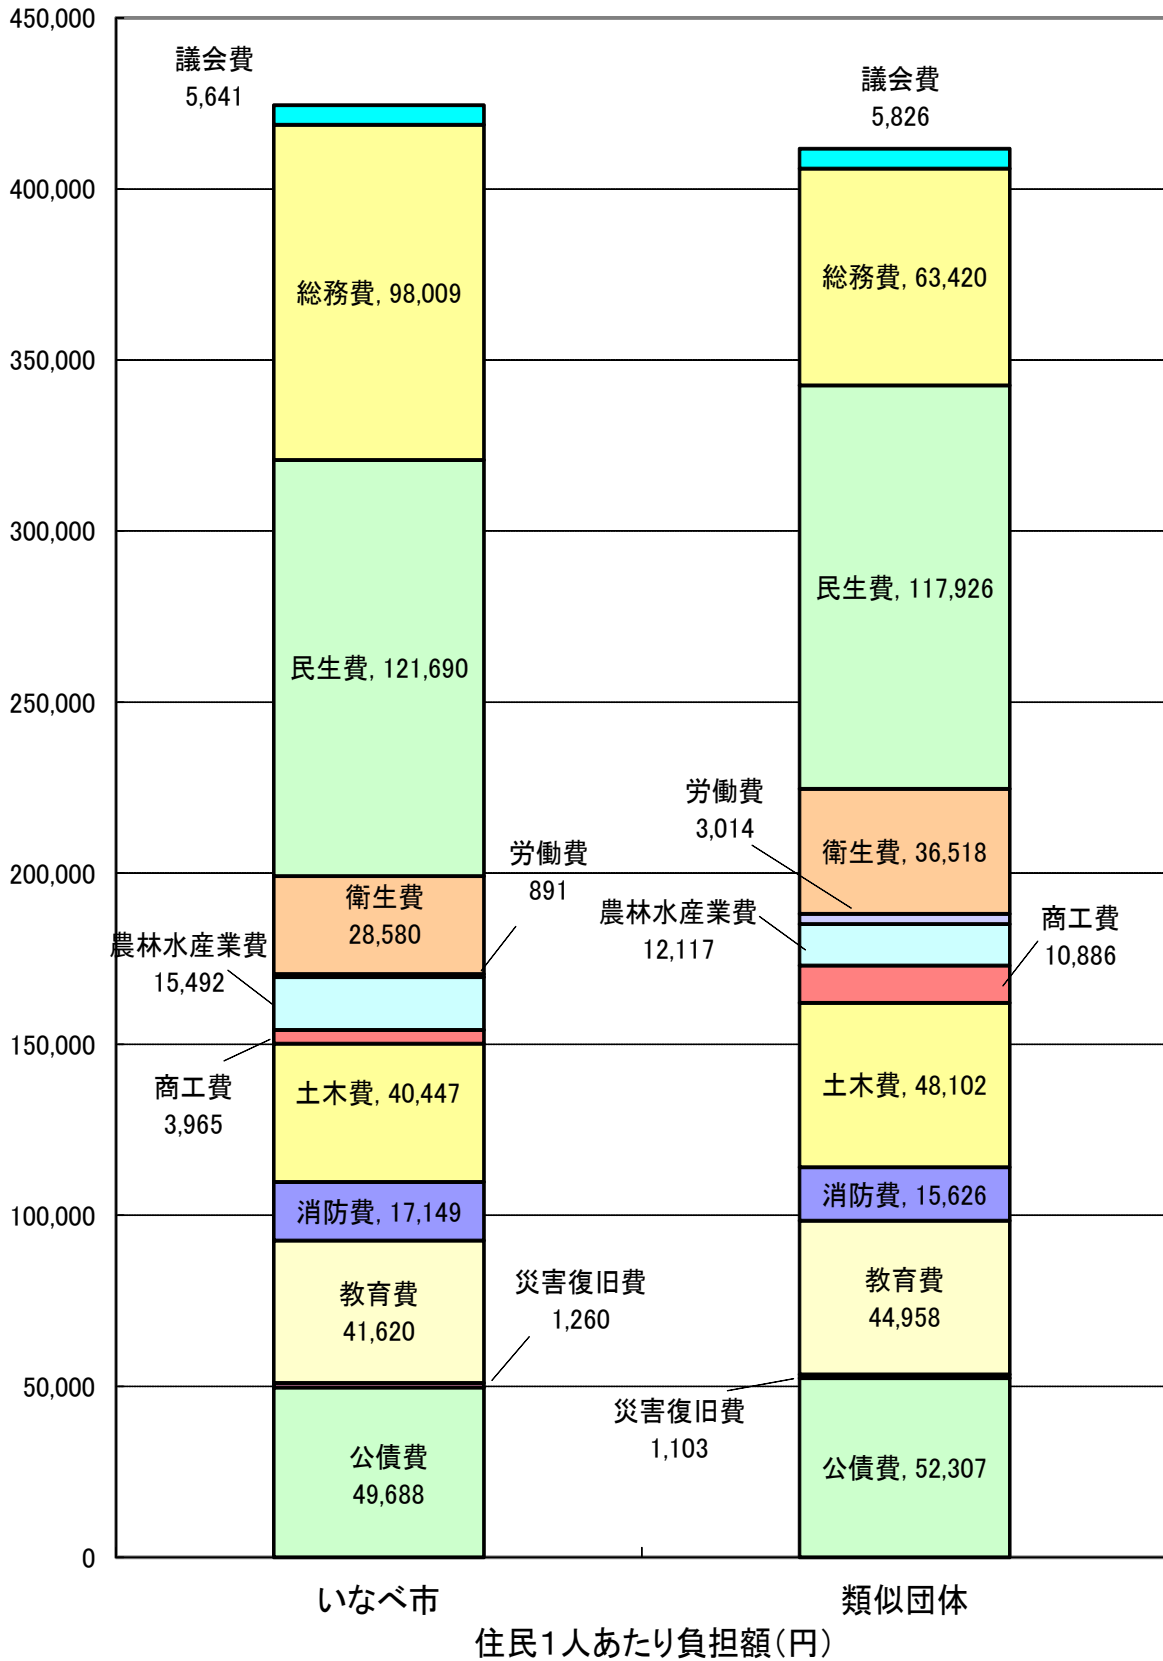 450,000
400,000
350,000
300,000
250,000
200,000
150,000
100,000
50,000
0
議会費
5,641
総務費, 98,009
民生費, 121,690
衛生費
28,580
労働費
891
農林水産業費
15,492
商工費
3,965
土木費, 40,447
消防費, 17,149
教育費
41,620
災害復旧費
1,260
公債費
49,688
議会費
5,826
総務費, 63,420
民生費, 117,926
衛生費, 36,518
労働費
3,014
農林水産業費
12,117
商工費
10,886
土木費, 48,102
消防費, 15,626
教育費
44,958
災害復旧費
1,103
公債費, 52,307
いなべ市
類似団体
住民1人あたり負担額(円)